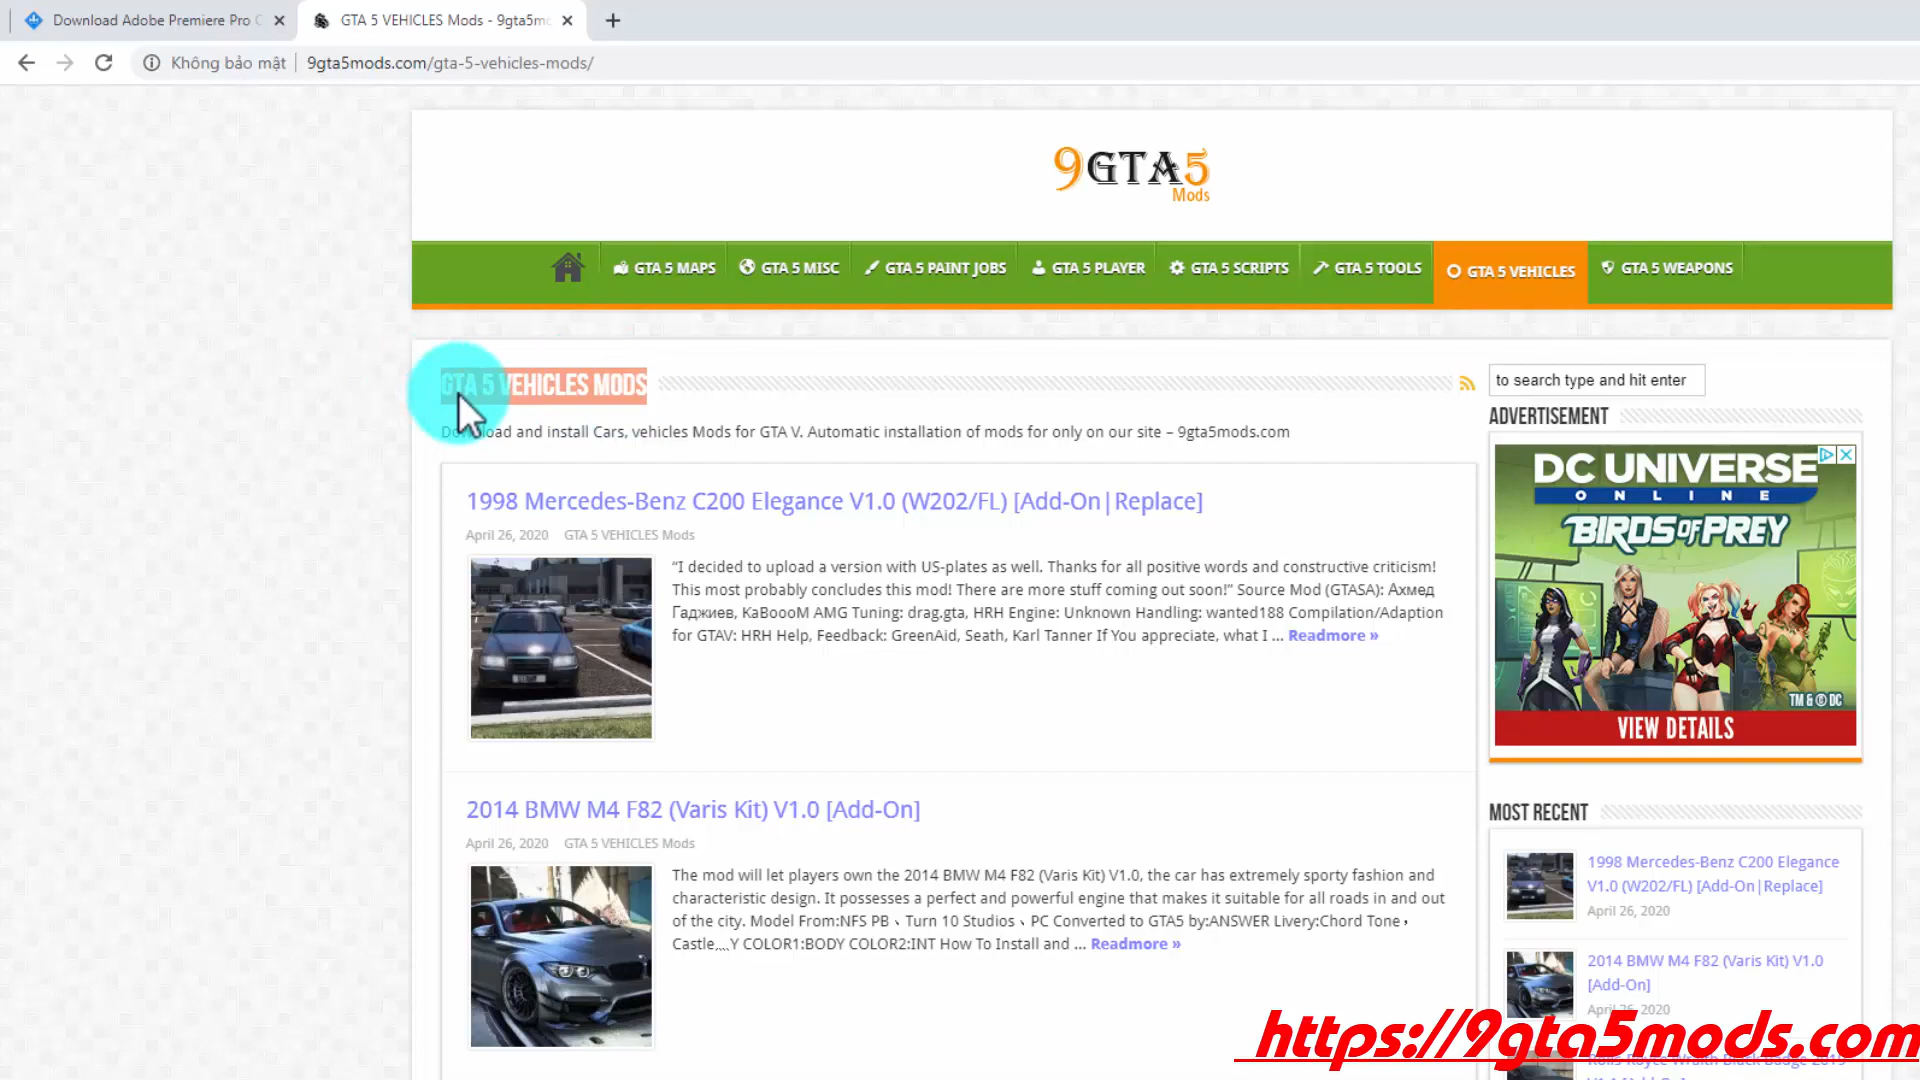 Download Adobe Premiere Pro C
GTA 5 VEHICLES Mods - 9gta5mo
Không bảo mật
9gta5mods.com/gta-5-vehicles-mods/
9GTA5
Mods
GTA 5 MAPS
GTA 5 MISC
GTA 5 PAINT JOBS
GTA 5 PLAYER
GTA 5 SCRIPTS
GTA 5 TOOLS
GTA 5 VEHICLES
GTA 5 WEAPONS
GTA 5 VEHICLES MODS
to search type and hit enter
Download and install Cars, vehicles Mods for GTA V. Automatic installation of mods for only on our site – 9gta5mods.com
1998 Mercedes-Benz C200 Elegance V1.0 (W202/FL) [Add-On|Replace]
April 26, 2020 GTA 5 VEHICLES Mods
“I decided to upload a version with US-plates as well. Thanks for all positive words and constructive criticism!
This most probably concludes this mod! There are more stuff coming out soon!” Source Mod (GTASA): Ахмед
Гаджиев, KaBoooM AMG Tuning: drag.gta, HRH Engine: Unknown Handling: wanted188 Compilation/Adaption
for GTAV: HRH Help, Feedback: GreenAid, Seath, Karl Tanner If You appreciate, what I ... Readmore »
2014 BMW M4 F82 (Varis Kit) V1.0 [Add-On]
April 26, 2020 GTA 5 VEHICLES Mods
The mod will let players own the 2014 BMW M4 F82 (Varis Kit) V1.0, the car has extremely sporty fashion and
characteristic design. It possesses a perfect and powerful engine that makes it suitable for all roads in and out
of the city. Model From:NFS PB、Turn 10 Studios、PC Converted to GTA5 by:ANSWER Livery:Chord Tone，
Castle,,,,Y COLOR1:BODY COLOR2:INT How To Install and ... Readmore »
ADVERTISEMENT
DC UNIVERSE
ONLINE
BIRDS OF PREY
TM & © DC
VIEW DETAILS
MOST RECENT
1998 Mercedes-Benz C200 Elegance
V1.0 (W202/FL) [Add-On|Replace]
April 26, 2020
2014 BMW M4 F82 (Varis Kit) V1.0
[Add-On]
April 26, 2020
Rolls-Royce Wraith Black Badge 2019
https://9gta5mods.com